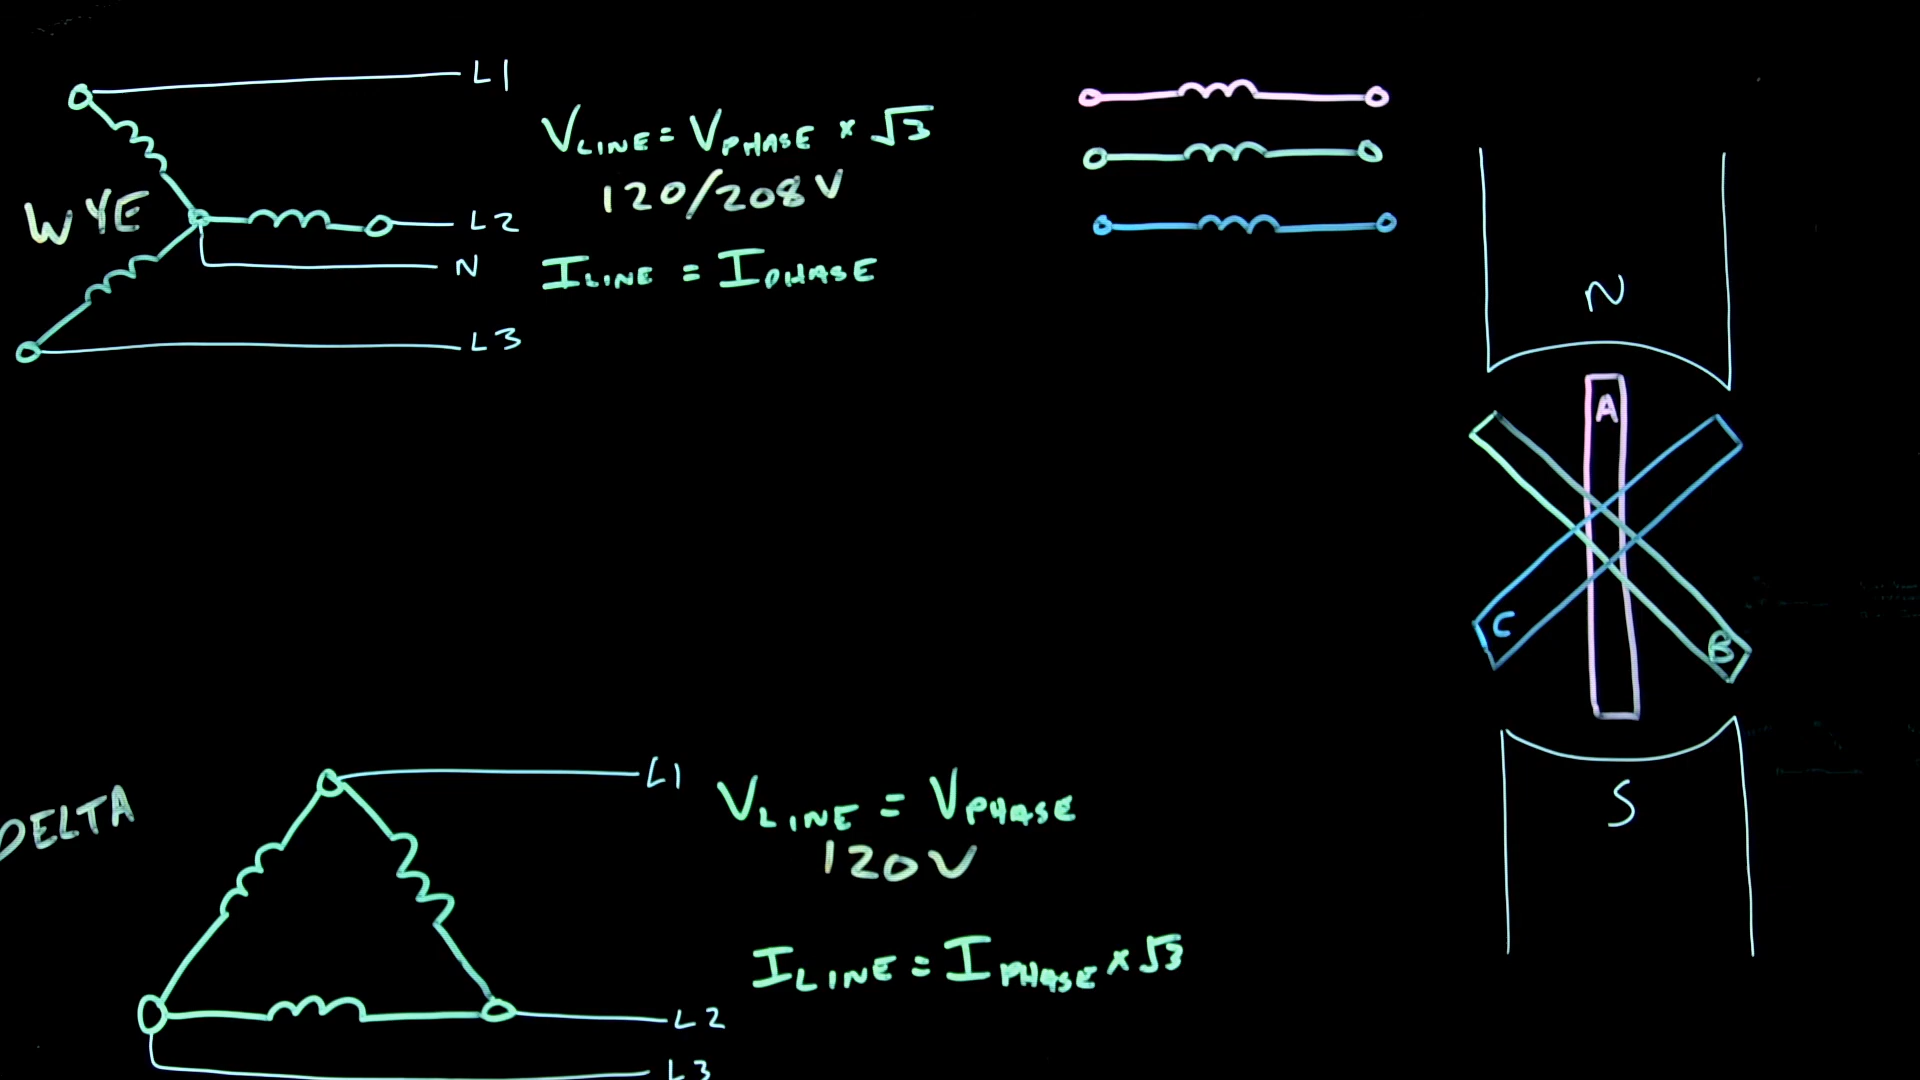 L1
WYE
L2
N
L3
VLINE = VPHASE × √3
120/208V
ILINE = IPHASE
N
A
C
B
S
DELTA
L1
L2
L3
VLINE = VPHASE
120V
ILINE = IPHASE × √3